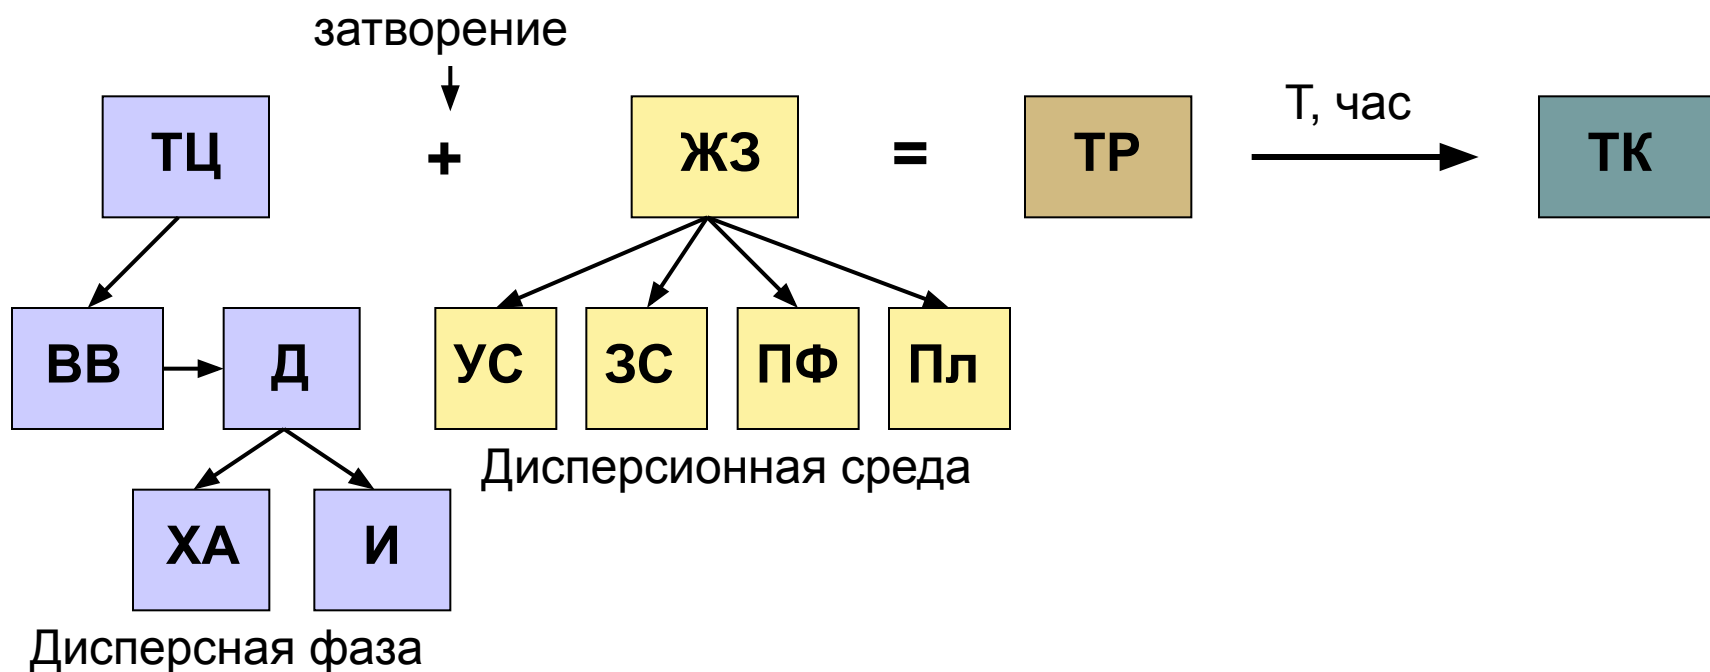 затворение
ТЦ + ЖЗ = ТР Т, час ТК
ВВ Д УС ЗС ПФ Пл
Дисперсионная среда
ХА И
Дисперсная фаза